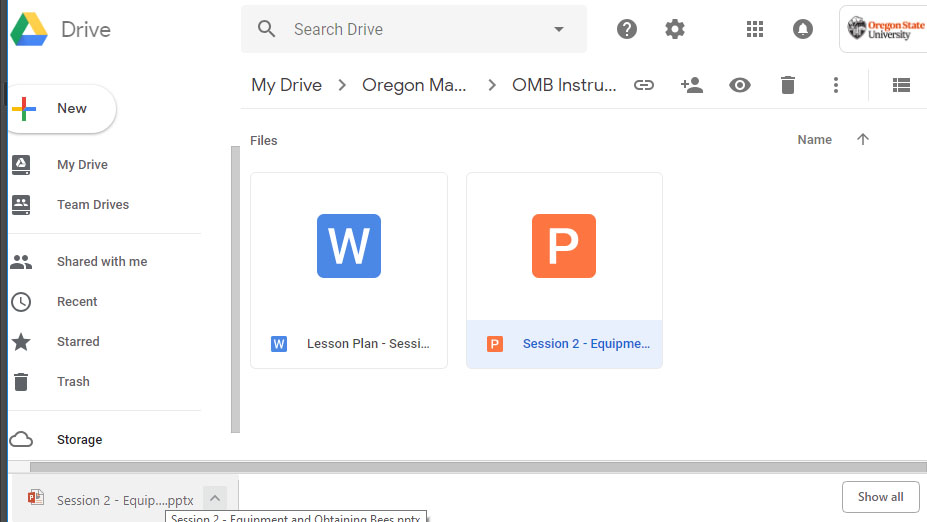 Drive
Search Drive
Oregon State
University
New
My Drive
Oregon Ma...
OMB Instru...
Files
Name
My Drive
Team Drives
Shared with me
Recent
Starred
Trash
Storage
W
P
W Lesson Plan - Sessi...
P Session 2 - Equipme...
Session 2 - Equip....pptx
Show all
Session 2 - Equipment and Obtaining Bees.pptx